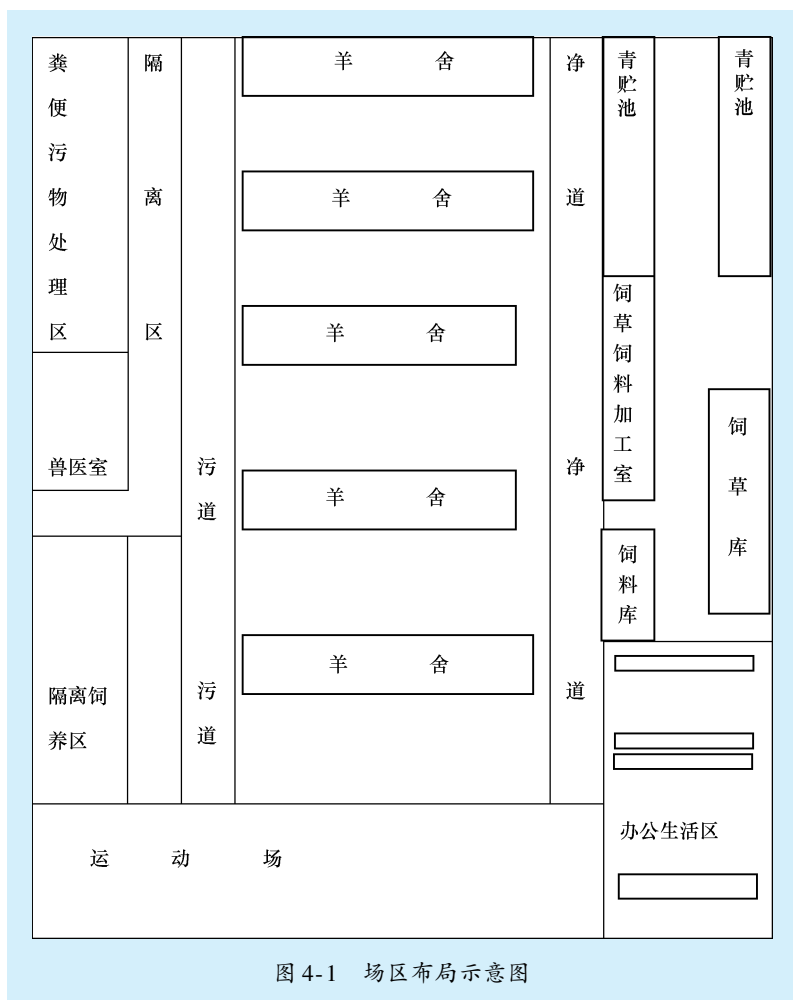 粪便污物处理区
隔离区
羊 舍
净道
青贮池
青贮池
羊 舍
羊 舍
饲草饲料加工室
饲草库
兽医室
污道
羊 舍
净道
饲料库
羊 舍
隔离饲
养区
污道
办公生活区
运 动 场
图 4-1 场区布局示意图